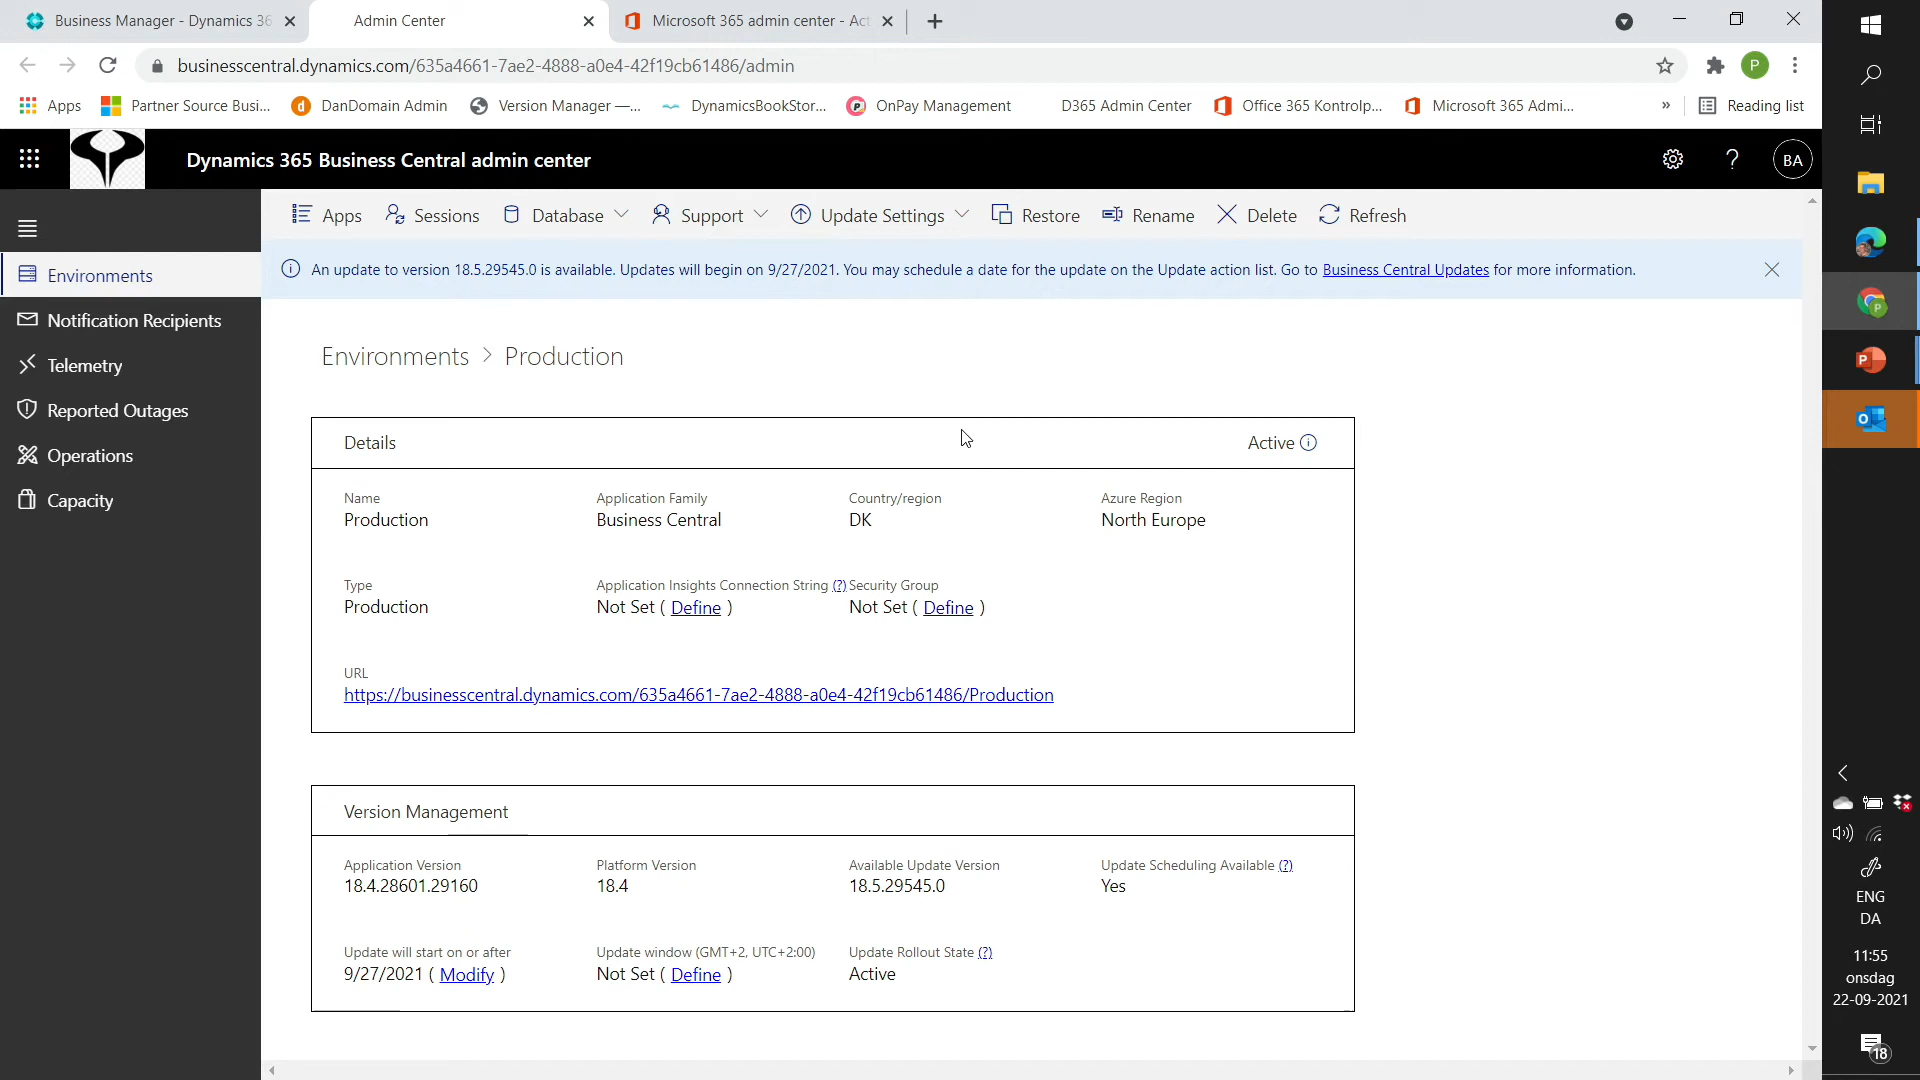 Business Manager - Dynamics 36
Admin Center
Microsoft 365 admin center - Act
businesscentral.dynamics.com/635a4661-7ae2-4888-a0e4-42f19cb61486/admin
P
Apps
Partner Source Busi...
DanDomain Admin
Version Manager —...
DynamicsBookStor...
OnPay Management
D365 Admin Center
Office 365 Kontrolp...
Microsoft 365 Admi...
»
Reading list
Dynamics 365 Business Central admin center
?
BA
Apps
Sessions
Database
Support
Update Settings
Restore
Rename
Delete
Refresh
Environments
Notification Recipients
Telemetry
Reported Outages
Operations
Capacity
An update to version 18.5.29545.0 is available. Updates will begin on 9/27/2021. You may schedule a date for the update on the Update action list. Go to Business Central Updates for more information.
Environments > Production
Details
Active
Name
Production
Application Family
Business Central
Country/region
DK
Azure Region
North Europe
Type
Production
Application Insights Connection String (?)
Not Set ( Define )
Security Group
Not Set ( Define )
URL
https://businesscentral.dynamics.com/635a4661-7ae2-4888-a0e4-42f19cb61486/Production
Version Management
Application Version
18.4.28601.29160
Platform Version
18.4
Available Update Version
18.5.29545.0
Update Scheduling Available (?)
Yes
Update will start on or after
9/27/2021 ( Modify )
Update window (GMT+2, UTC+2:00)
Not Set ( Define )
Update Rollout State (?)
Active
ENG
DA
11:55
onsdag
22-09-2021
18